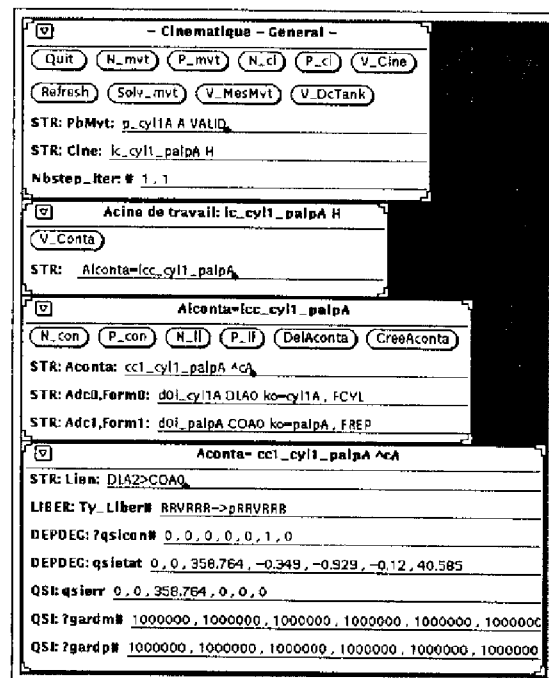 – Cinematique – General –
Quit N_mvt P_mvt N_ci P_ci V_Cine
Refresh Solv_mvt V_MesMvt V_DcTank
STR: PbMvt: p_cyl1A A VALID
STR: Cine: lc_cyl1_palpA H
Nbstep_iter: # 1 , 1
Acine de travail: lc_cyl1_palpA H
V_Conta
STR: Alconta=lcc_cyl1_palpA
Alconta=lcc_cyl1_palpA
N_con P_con N_li P_li DelAconta CreeAconta
STR: Aconta: cc1_cyl1_palpA ^cA
STR: Adc0,Form0: d0i_cyl1A DIA0 ko=cyl1A , FCYL
STR: Adc1,Form1: d0i_palpA COA0 ko=palpA , FREP
Aconta= cc1_cyl1_palpA ^cA
STR: Lien: DIA2>COA0
LIBER: Ty_Liber# RRVRRR->pRRVRRB
DEPDEG: ?qsicon# 0 , 0 , 0 , 0 , 0 , 1 , 0
DEPDEG: qsietat 0 , 0 , 358.764 , -0.349 , -0.929 , -0.12 , 40.585
QSI: qsierr 0 , 0 , 358.764 , 0 , 0 , 0
QSI: ?gardm# 1000000 , 1000000 , 1000000 , 1000000 , 1000000 , 1000000
QSI: ?gardp# 1000000 , 1000000 , 1000000 , 1000000 , 1000000 , 1000000